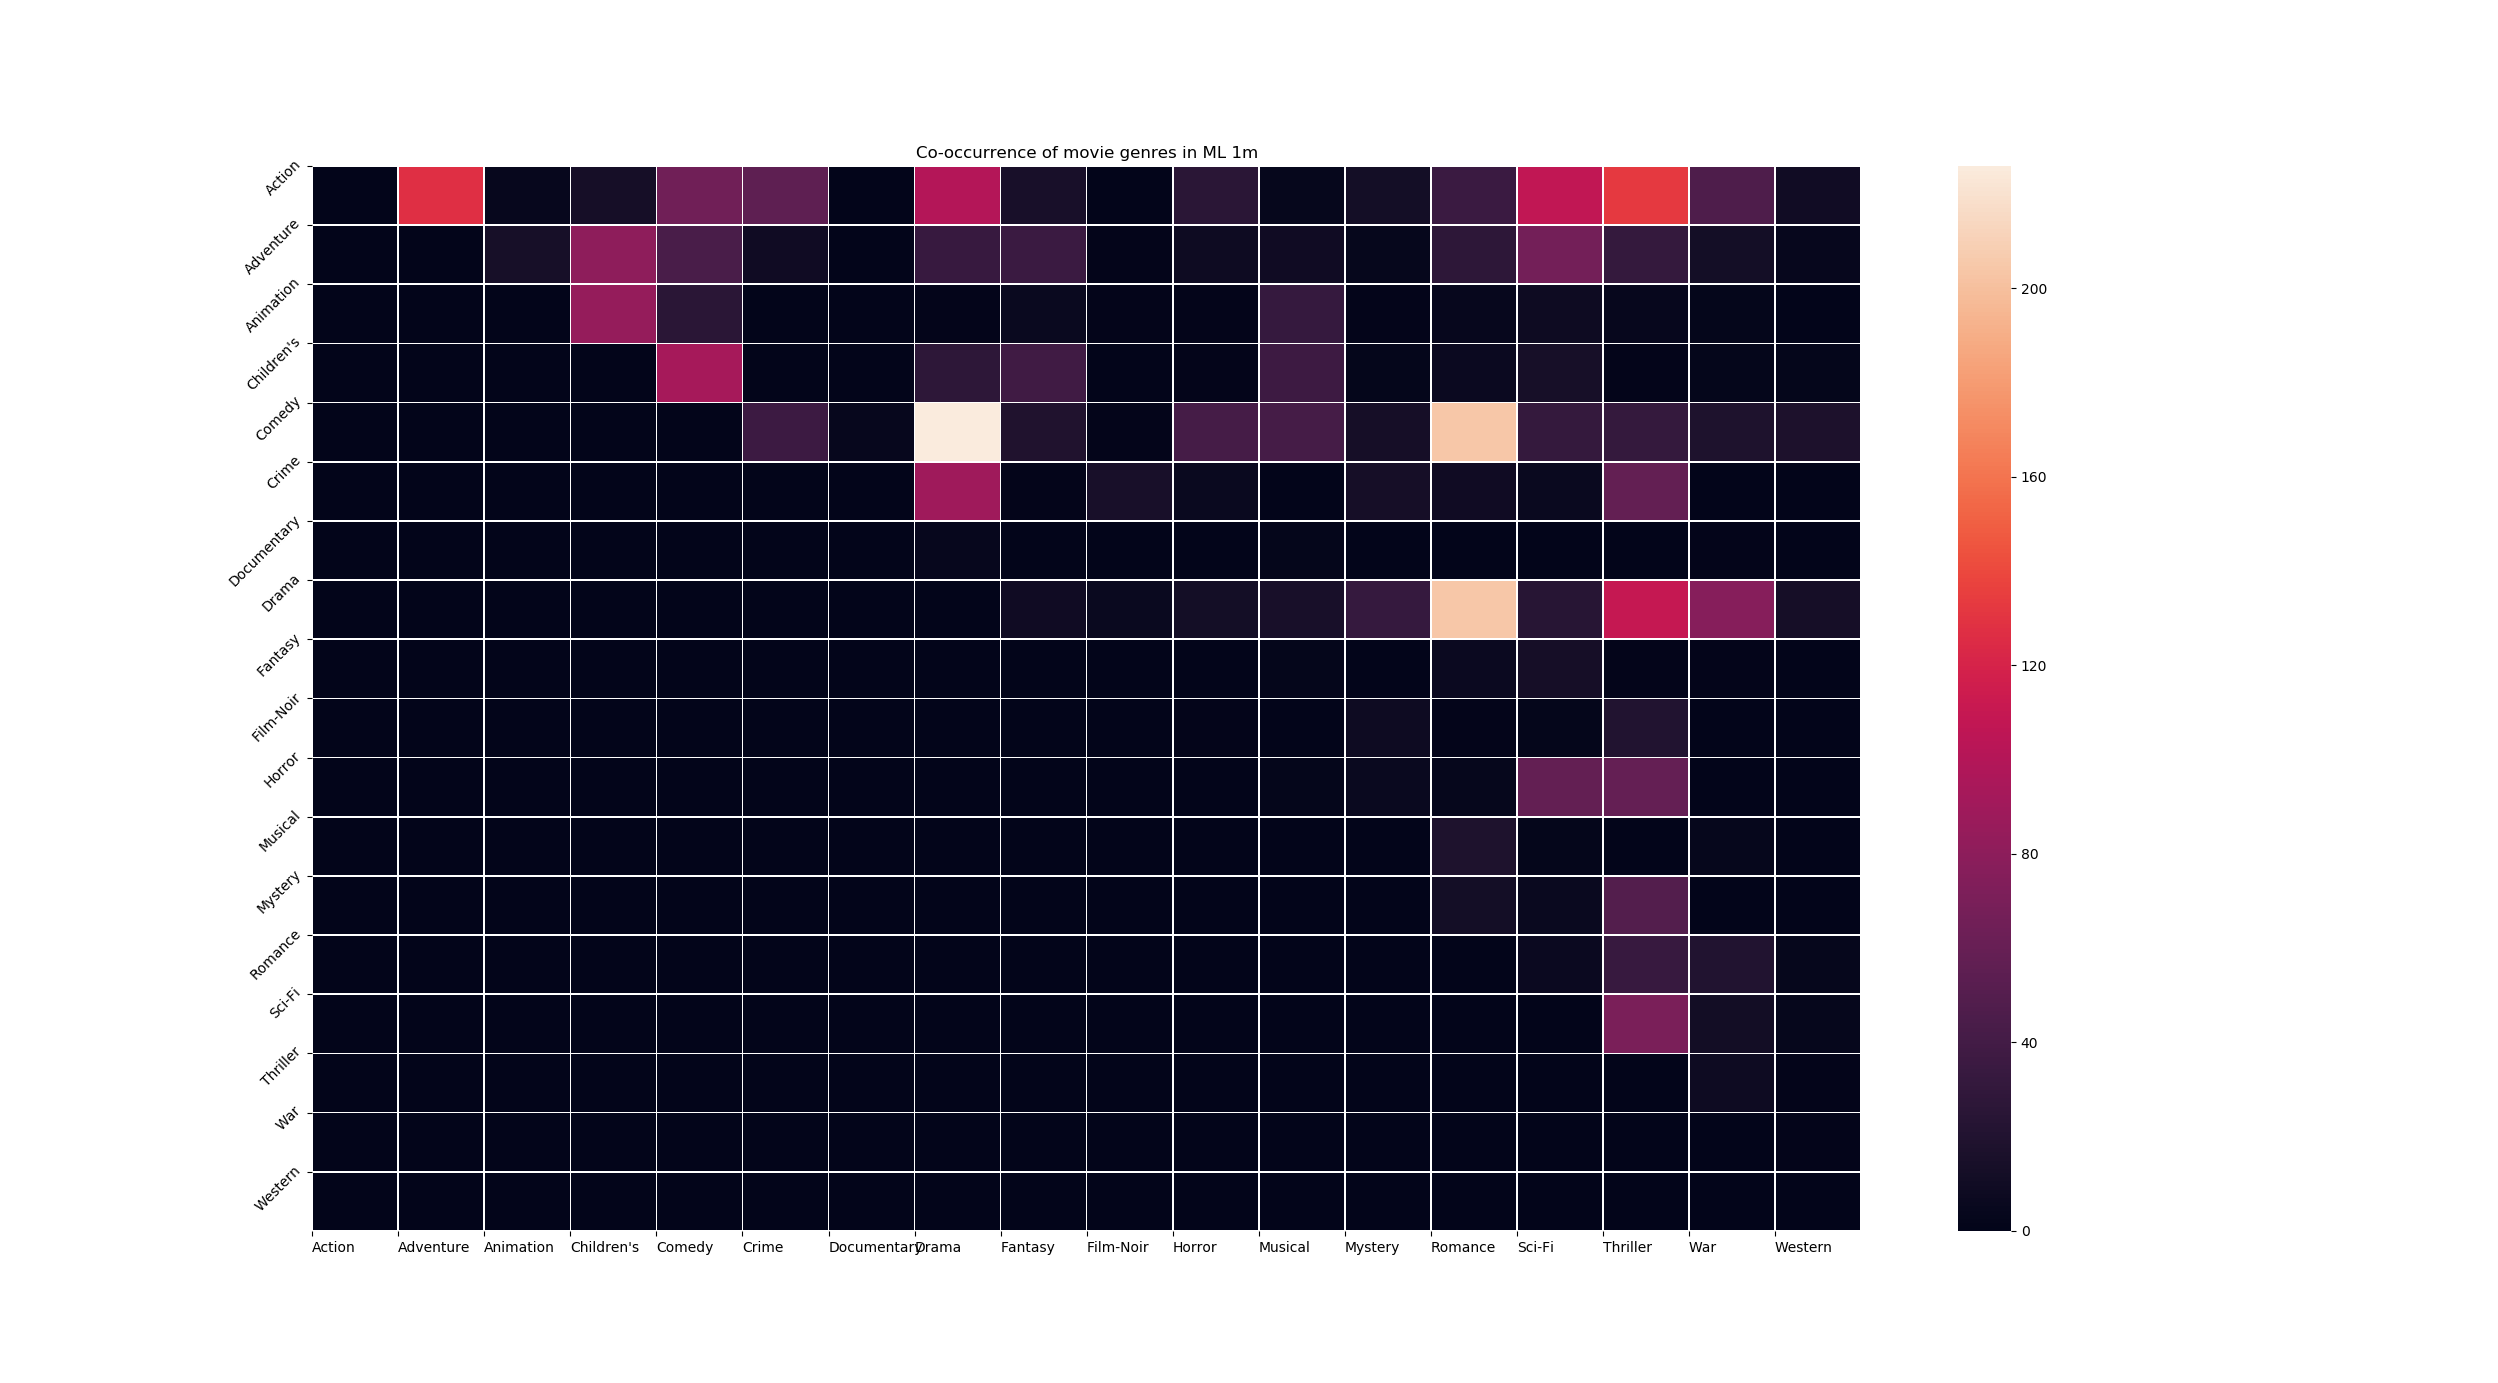 Co-occurrence of movie genres in ML 1m
Action
Adventure
Animation
Children's
Comedy
Crime
Documentary
Drama
Fantasy
Film-Noir
Horror
Musical
Mystery
Romance
Sci-Fi
Thriller
War
Western
Action Adventure Animation Children's Comedy Crime Documentary Drama Fantasy Film-Noir Horror Musical Mystery Romance Sci-Fi Thriller War Western
200
160
120
80
40
0